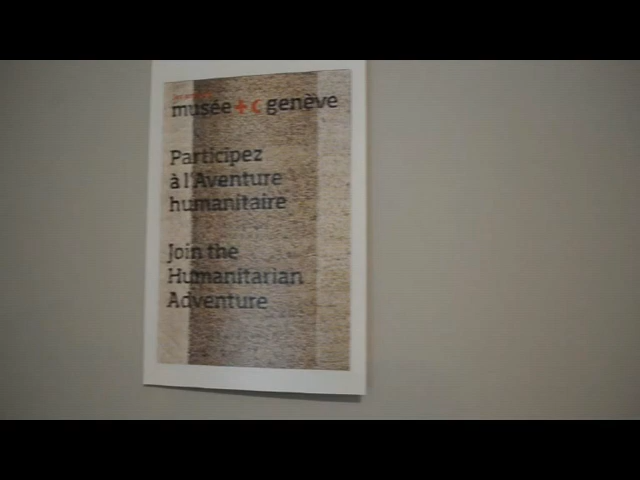 musée + c genève
Participez
à l'Aventure
humanitaire
Join the
Humanitarian
Adventure